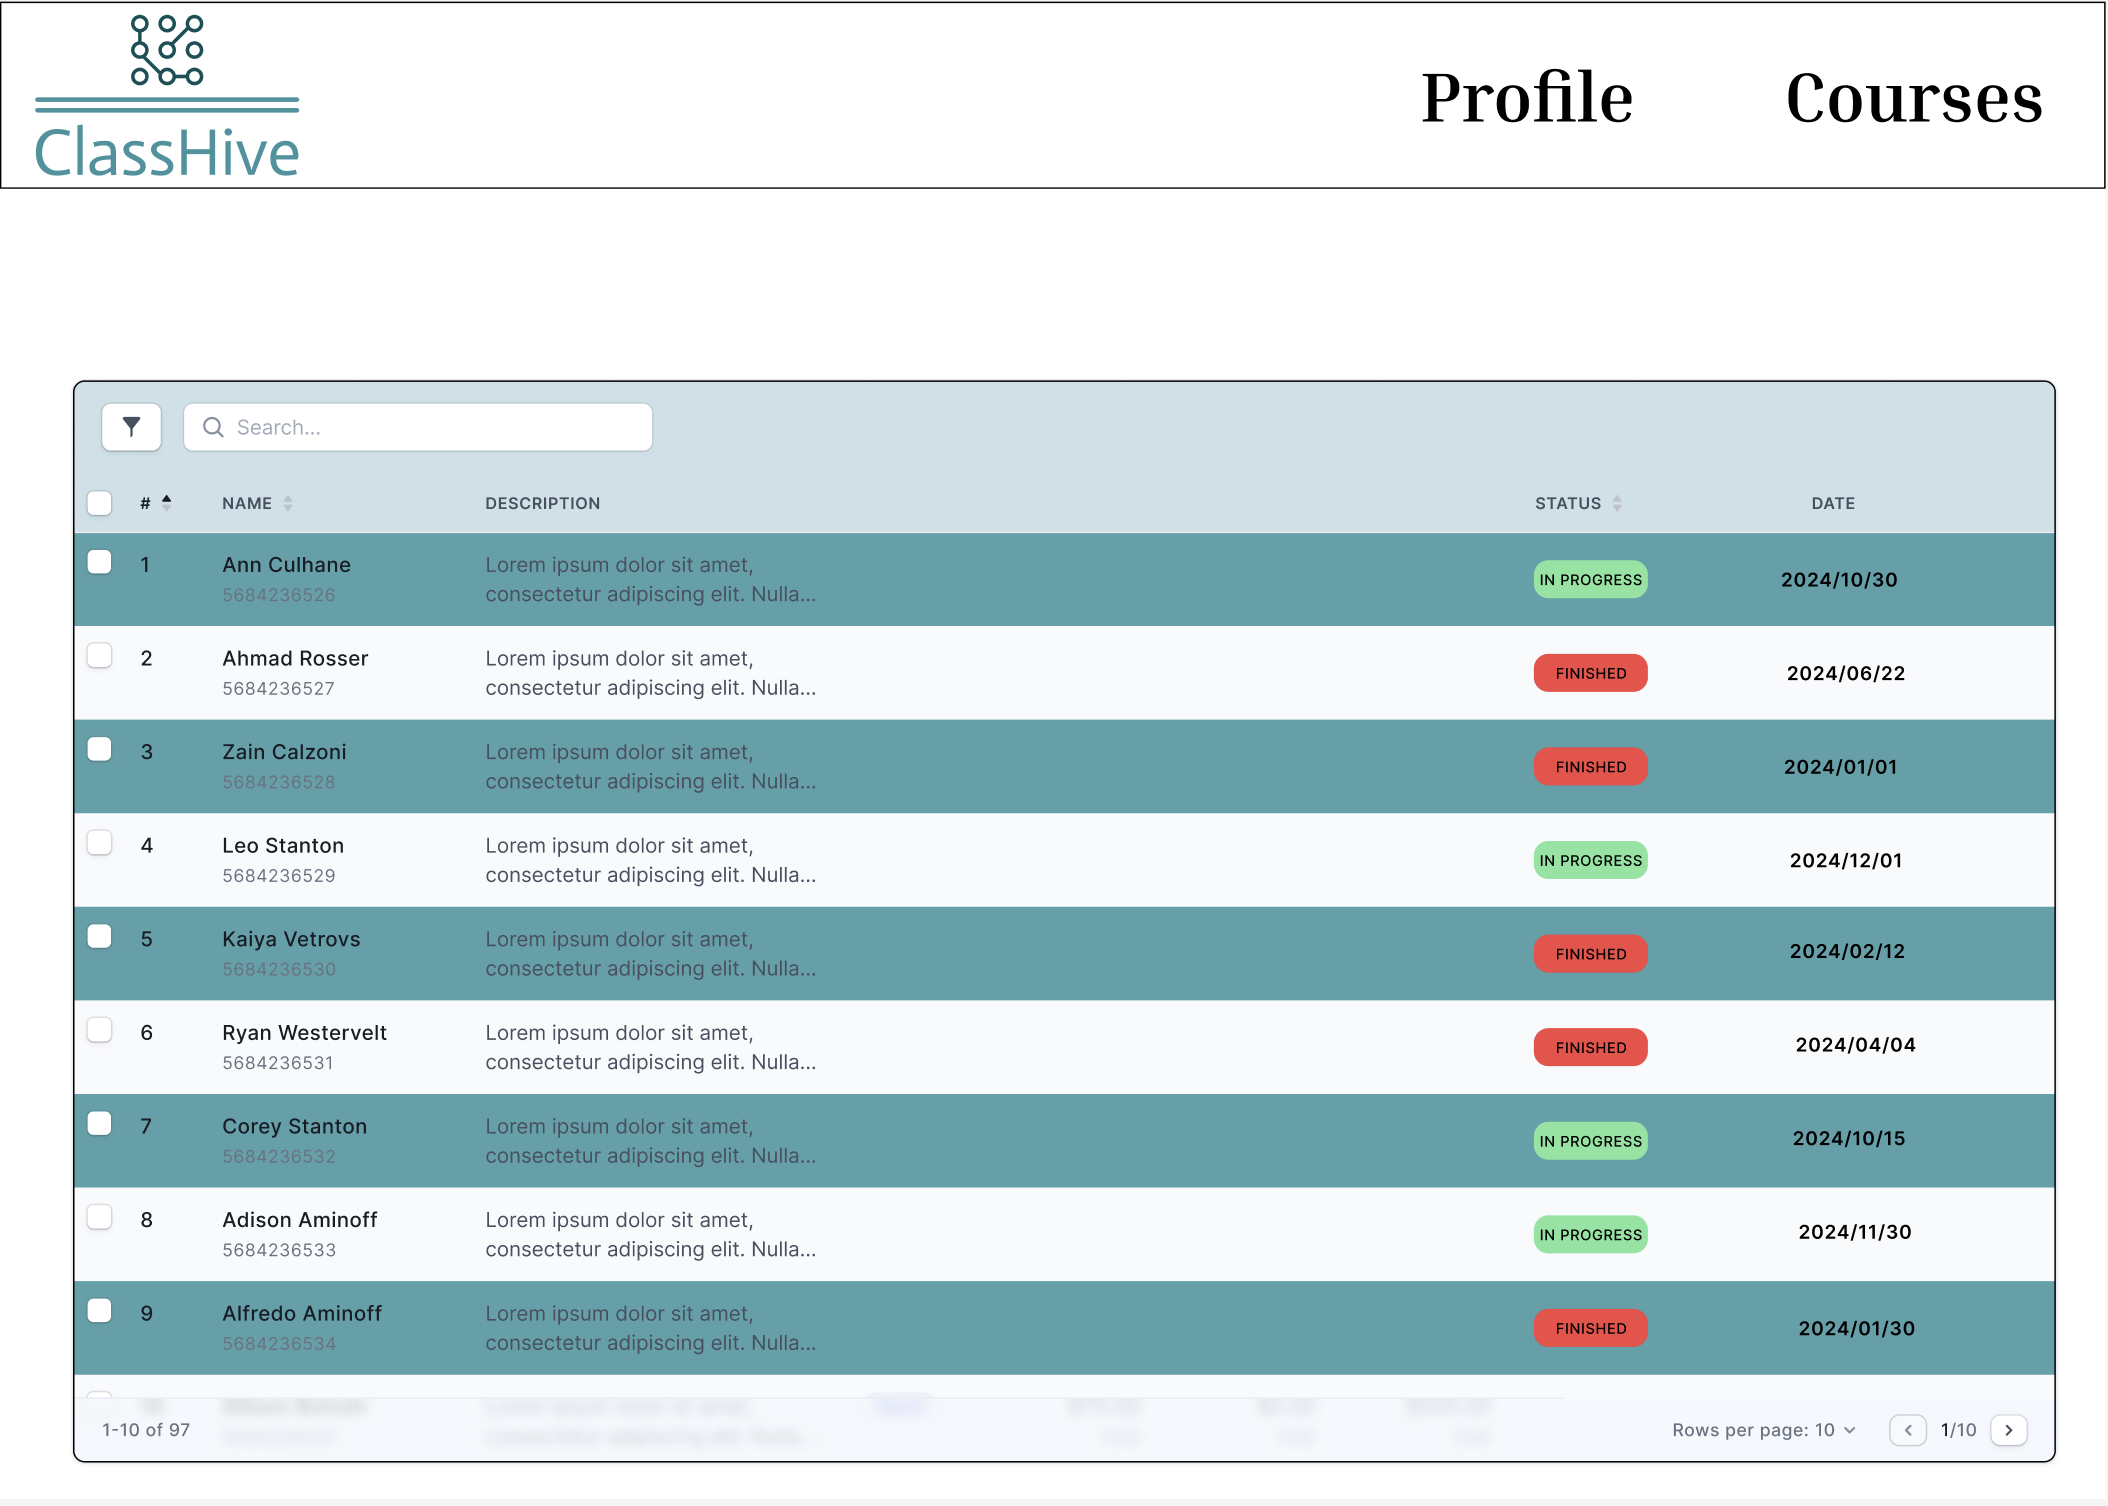 ClassHive
Profile Courses
Search...
# NAME DESCRIPTION STATUS DATE
1 Ann Culhane Lorem ipsum dolor sit amet, IN PROGRESS 2024/10/30
5684236526 consectetur adipiscing elit. Nulla...
2 Ahmad Rosser Lorem ipsum dolor sit amet, FINISHED 2024/06/22
5684236527 consectetur adipiscing elit. Nulla...
3 Zain Calzoni Lorem ipsum dolor sit amet, FINISHED 2024/01/01
5684236528 consectetur adipiscing elit. Nulla...
4 Leo Stanton Lorem ipsum dolor sit amet, IN PROGRESS 2024/12/01
5684236529 consectetur adipiscing elit. Nulla...
5 Kaiya Vetrovs Lorem ipsum dolor sit amet, FINISHED 2024/02/12
5684236530 consectetur adipiscing elit. Nulla...
6 Ryan Westervelt Lorem ipsum dolor sit amet, FINISHED 2024/04/04
5684236531 consectetur adipiscing elit. Nulla...
7 Corey Stanton Lorem ipsum dolor sit amet, IN PROGRESS 2024/10/15
5684236532 consectetur adipiscing elit. Nulla...
8 Adison Aminoff Lorem ipsum dolor sit amet, IN PROGRESS 2024/11/30
5684236533 consectetur adipiscing elit. Nulla...
9 Alfredo Aminoff Lorem ipsum dolor sit amet, FINISHED 2024/01/30
5684236534 consectetur adipiscing elit. Nulla...
1-10 of 97 Rows per page: 10 1/10